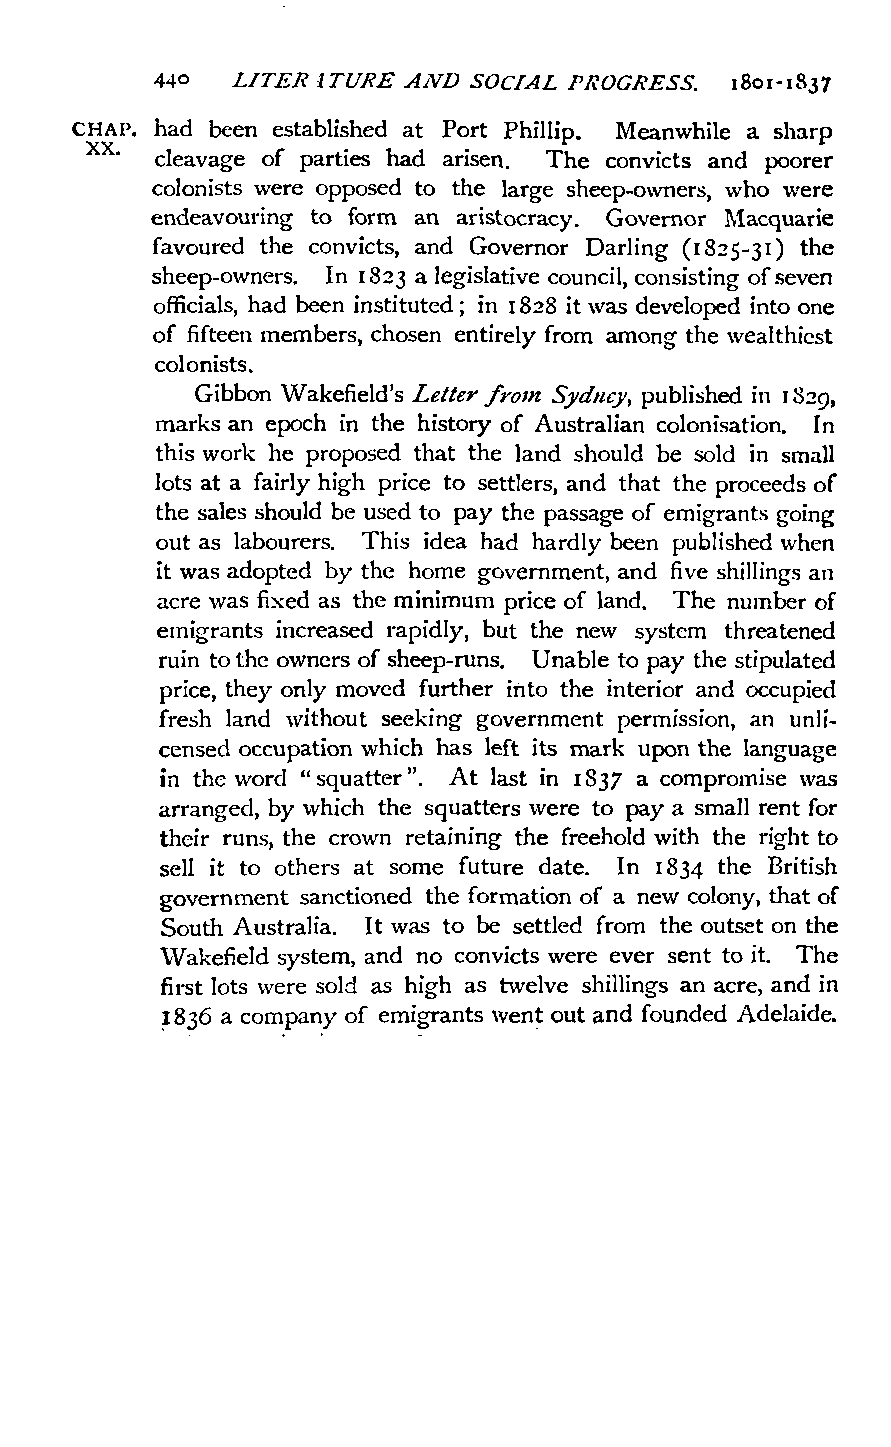 440 LITERATURE AND SOCIAL PROGRESS. 1801-1837
CHAP. XX.
had been established at Port Phillip. Meanwhile a sharp
cleavage of parties had arisen. The convicts and poorer
colonists were opposed to the large sheep-owners, who were
endeavouring to form an aristocracy. Governor Macquarie
favoured the convicts, and Governor Darling (1825-31) the
sheep-owners. In 1823 a legislative council, consisting of seven
officials, had been instituted; in 1828 it was developed into one
of fifteen members, chosen entirely from among the wealthiest
colonists.
Gibbon Wakefield's Letter from Sydney, published in 1829,
marks an epoch in the history of Australian colonisation. In
this work he proposed that the land should be sold in small
lots at a fairly high price to settlers, and that the proceeds of
the sales should be used to pay the passage of emigrants going
out as labourers. This idea had hardly been published when
it was adopted by the home government, and five shillings an
acre was fixed as the minimum price of land. The number of
emigrants increased rapidly, but the new system threatened
ruin to the owners of sheep-runs. Unable to pay the stipulated
price, they only moved further into the interior and occupied
fresh land without seeking government permission, an unli-
censed occupation which has left its mark upon the language
in the word "squatter". At last in 1837 a compromise was
arranged, by which the squatters were to pay a small rent for
their runs, the crown retaining the freehold with the right to
sell it to others at some future date. In 1834 the British
government sanctioned the formation of a new colony, that of
South Australia. It was to be settled from the outset on the
Wakefield system, and no convicts were ever sent to it. The
first lots were sold as high as twelve shillings an acre, and in
1836 a company of emigrants went out and founded Adelaide.